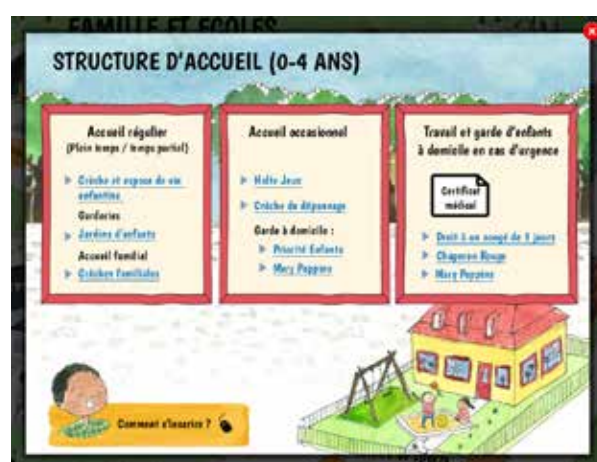 FAMILLE ET ECOLES
STRUCTURE D'ACCUEIL (0-4 ANS)
Accueil régulier
(Plein temps / temps partiel)
Crèche et espace de vie
enfantine
Garderies
Jardins d'enfants
Accueil familial
Crèches familiales
Accueil occasionnel
Halte Jeux
Crèche de dépannage
Garde à domicile :
Priorité Enfants
Mary Poppins
Travail et garde d'enfants
à domicile en cas d'urgence
Certificat
médical
Droit à un congé de 3 jours
Chaperon Rouge
Mary Poppins
Comment s'inscrire ?